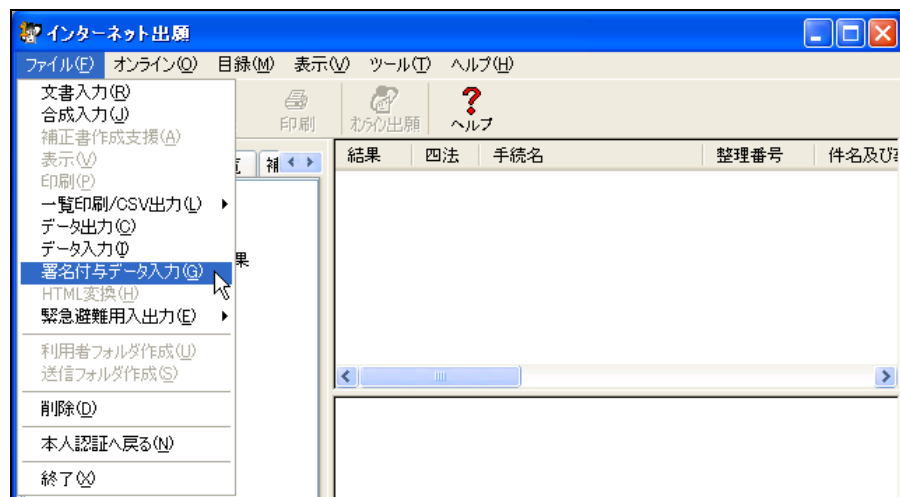 インターネット出願
ファイル(F) オンライン(O) 目録(M) 表示(V) ツール(T) ヘルプ(H)
文書入力(R)
合成入力(J)
補正書作成支援(A)
表示(V)
印刷(P)
一覧印刷/CSV出力(L)
データ出力(C)
データ入力(I)
署名付与データ入力(G)
HTML変換(H)
緊急避難用入出力(E)
利用者フォルダ作成(U)
送信フォルダ作成(S)
削除(D)
本人認証へ戻る(N)
終了(X)
印刷 オンライン出願 ヘルプ
補
果
結果 四法 手続名 整理番号 件名及び